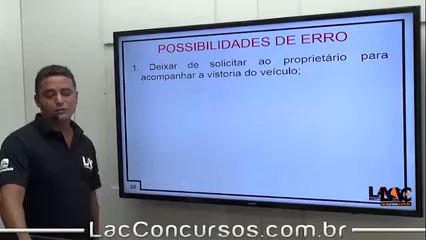 POSSIBILIDADES DE ERRO
1. Deixar de solicitar ao proprietário para
acompanhar a vistoria do veículo;
30
LAC
LacConcursos.com.br